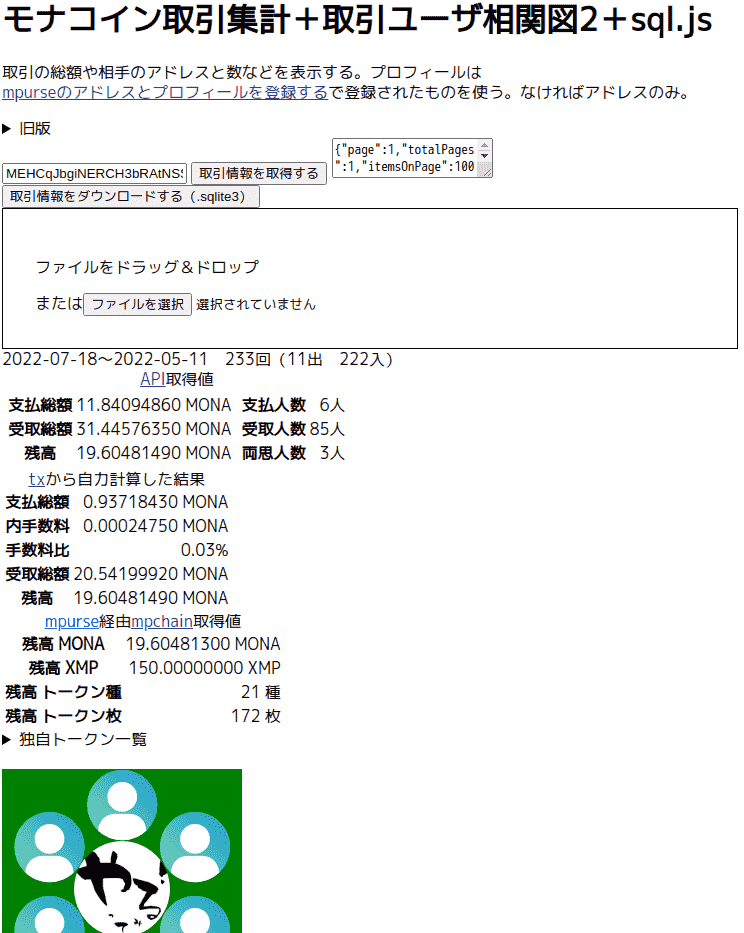 モナコイン取引集計＋取引ユーザ相関図2＋sql.js
取引の総額や相手のアドレスと数などを表示する。プロフィールは
mpurseのアドレスとプロフィールを登録するで登録されたものを使う。なければアドレスのみ。
▶ 旧版
MEHCqJbgiNERCH3bRAtNSS 取引情報を取得する {"page":1,"totalPages
":1,"itemsOnPage":100
取引情報をダウンロードする（.sqlite3）
ファイルをドラッグ＆ドロップ
またはファイルを選択 選択されていません
2022-07-18〜2022-05-11　233回（11出　222入）
API取得値
支払総額 11.84094860 MONA 支払人数 6人
受取総額 31.44576350 MONA 受取人数 85人
残高 19.60481490 MONA 両思人数 3人
txから自力計算した結果
支払総額 0.93718430 MONA
内手数料 0.00024750 MONA
手数料比 0.03%
受取総額 20.54199920 MONA
残高 19.60481490 MONA
mpurse経由mpchain取得値
残高 MONA 19.60481300 MONA
残高 XMP 150.00000000 XMP
残高 トークン種 21 種
残高 トークン枚 172 枚
▶ 独自トークン一覧
やる
てみ